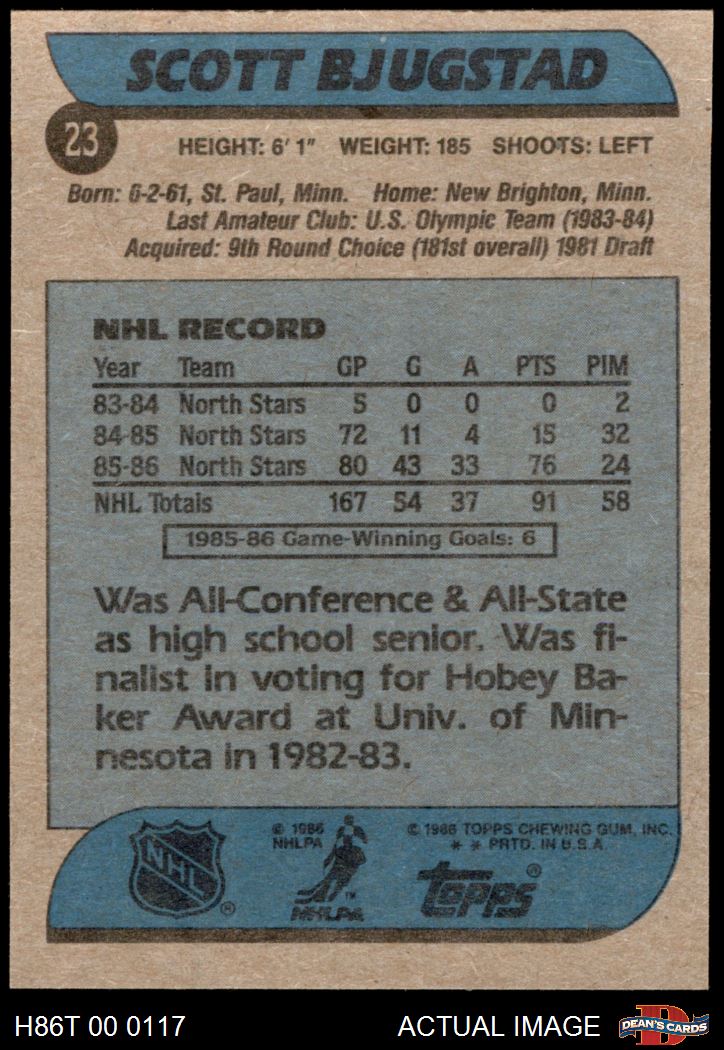 SCOTT BJUGSTAD
23
HEIGHT: 6' 1" WEIGHT: 185 SHOOTS: LEFT
Born: 6-2-61, St. Paul, Minn. Home: New Brighton, Minn.
Last Amateur Club: U.S. Olympic Team (1983-84)
Acquired: 9th Round Choice (181st overall) 1981 Draft
NHL RECORD
Year Team GP G A PTS PIM
83-84 North Stars 5 0 0 0 2
84-85 North Stars 72 11 4 15 32
85-86 North Stars 80 43 33 76 24
NHL Totals 167 54 37 91 58
1985-86 Game-Winning Goals: 6
Was All-Conference & All-State
as high school senior. Was fi-
nalist in voting for Hobey Ba-
ker Award at Univ. of Min-
nesota in 1982-83.
NHL ®
© 1986
NHLPA
™
NHLPA
© 1986 TOPPS CHEWING GUM, INC.
* * PRTD. IN U.S.A.
TOPPS ®
H86T 00 0117 ACTUAL IMAGE
D
DEAN'S CARDS